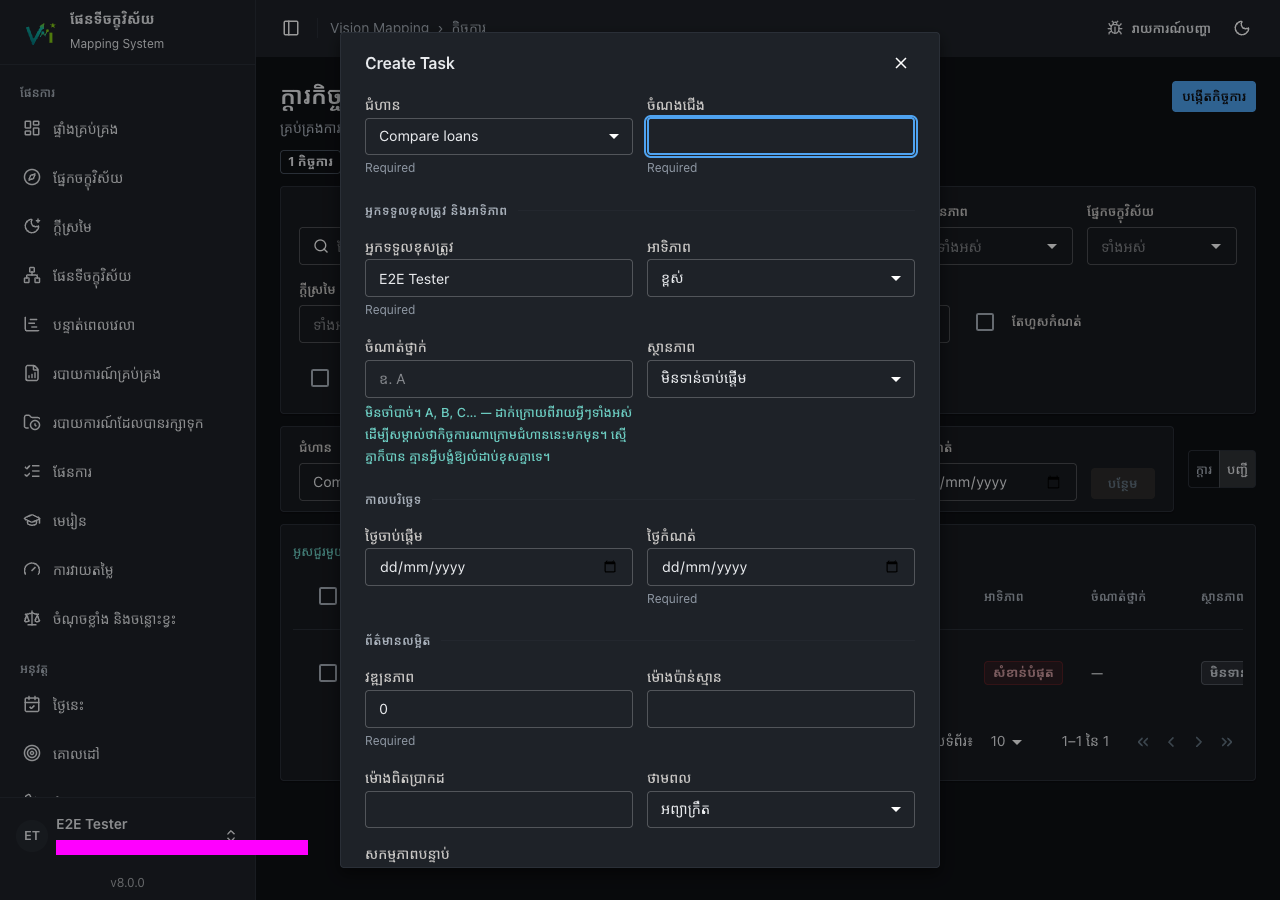 ផែនទីចក្ខុវិស័យ
Mapping System
ផែនការ
ផ្ទាំងគ្រប់គ្រង
ផ្នែកចក្ខុវិស័យ
ក្ដីស្រមៃ
ផែនទីចក្ខុវិស័យ
បន្ទាត់ពេលវេលា
របាយការណ៍គ្រប់គ្រង
របាយការណ៍ដែលបានរក្សាទុក
ផែនការ
មេរៀន
ការវាយតម្លៃ
ចំណុចខ្លាំង និងចន្លោះខ្វះ
អនុវត្ត
ថ្ងៃនេះ
គោលដៅ
ET
E2E Tester
v8.0.0
Vision Mapping › កិច្ចការ
រាយការណ៍បញ្ហា
បង្កើតកិច្ចការ
1 កិច្ចការ
Create Task
ជំហាន
ចំណងជើង
Compare loans
Required
Required
អ្នកទទួលខុសត្រូវ និងអាទិភាព
អ្នកទទួលខុសត្រូវ
អាទិភាព
E2E Tester
ខ្ពស់
Required
ចំណាត់ថ្នាក់
ស្ថានភាព
ឧ. A
មិនទាន់ចាប់ផ្ដើម
មិនចាំបាច់។ A, B, C… — ដាក់ក្រោយពីរាយអ្វីៗទាំងអស់
ដើម្បីសម្គាល់ថាកិច្ចការណាក្រោមជំហាននេះមកមុន។ ស្មើ
គ្នាក៏បាន គ្មានអ្វីបង្ខំឱ្យលំដាប់ខុសគ្នាទេ។
កាលបរិច្ឆេទ
ថ្ងៃចាប់ផ្ដើម
ថ្ងៃកំណត់
dd/mm/yyyy
dd/mm/yyyy
Required
ព័ត៌មានលម្អិត
វឌ្ឍនភាព
ម៉ោងប៉ាន់ស្មាន
0
Required
ម៉ោងពិតប្រាកដ
ថាមពល
អព្យាក្រឹត
សកម្មភាពបន្ទាប់
ផ្នែកចក្ខុវិស័យ
ទាំងអស់
ក្ដីស្រមៃ
តែហួសកំណត់
ជំហាន
/mm/yyyy
បន្ថែម
ក្ដារ
បញ្ជី
អាទិភាព
ចំណាត់ថ្នាក់
ស្ថានភាព
សំខាន់បំផុត
—
10
1–1 នៃ 1